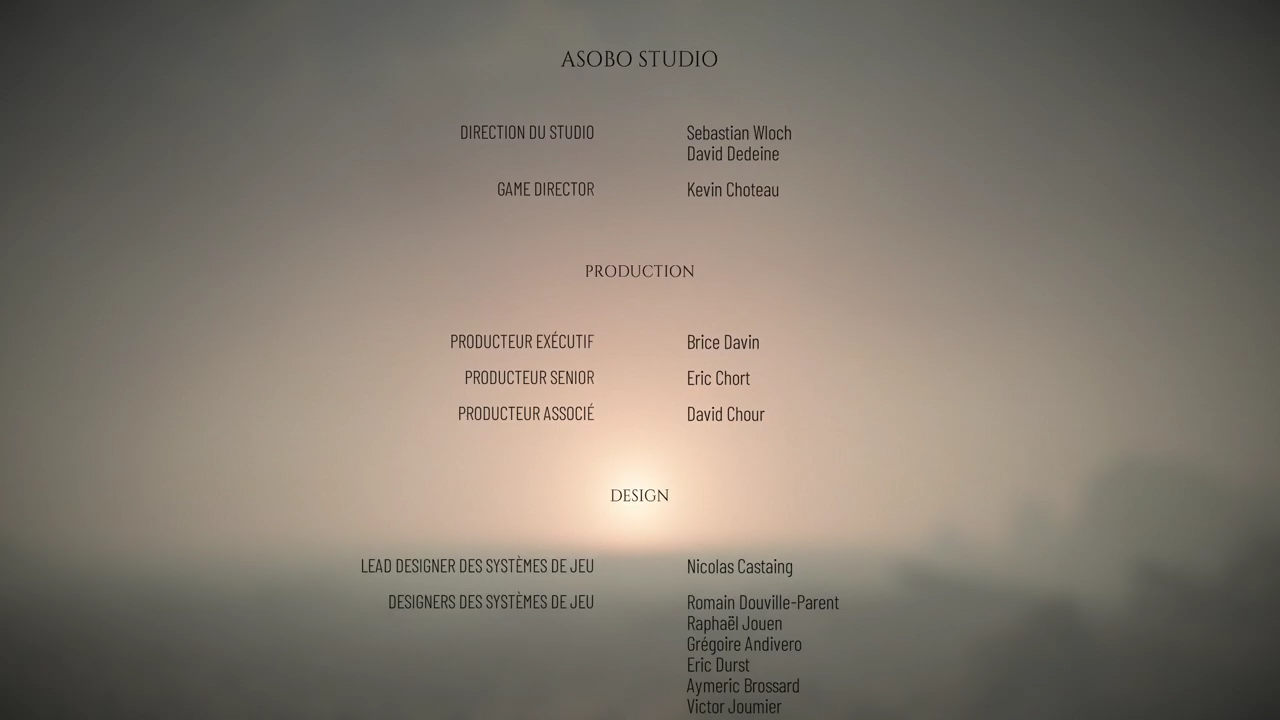 ASOBO STUDIO
DIRECTION DU STUDIO Sebastian Wloch
David Dedeine
GAME DIRECTOR Kevin Choteau
PRODUCTION
PRODUCTEUR EXÉCUTIF Brice Davin
PRODUCTEUR SENIOR Eric Chort
PRODUCTEUR ASSOCIÉ David Chour
DESIGN
LEAD DESIGNER DES SYSTÈMES DE JEU Nicolas Castaing
DESIGNERS DES SYSTÈMES DE JEU Romain Douville-Parent
Raphaël Jouen
Grégoire Andivero
Eric Durst
Aymeric Brossard
Victor Joumier